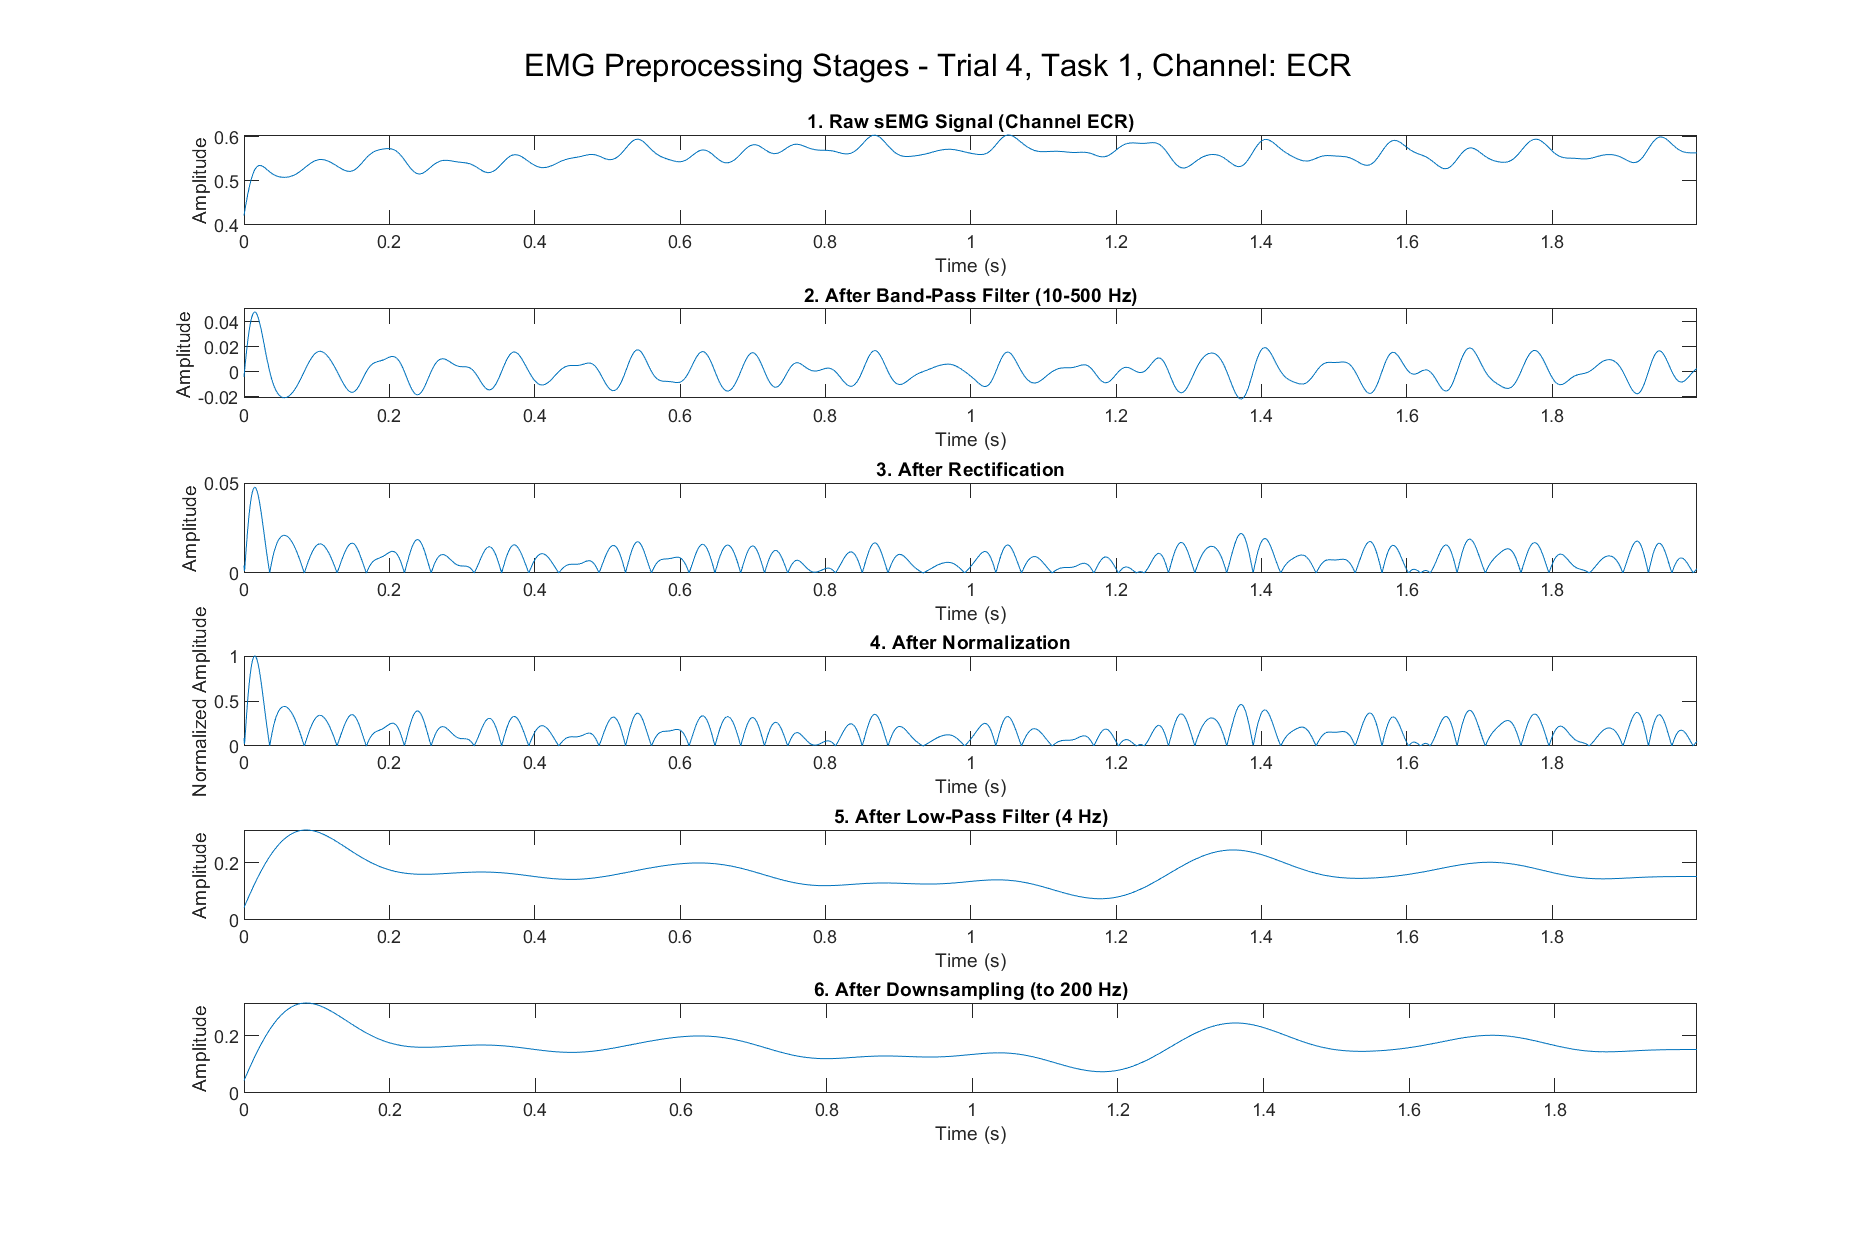 EMG Preprocessing Stages - Trial 4, Task 1, Channel: ECR
1. Raw sEMG Signal (Channel ECR)
Amplitude
0.6
0.5
0.4
0 0.2 0.4 0.6 0.8 1 1.2 1.4 1.6 1.8
Time (s)
2. After Band-Pass Filter (10-500 Hz)
Amplitude
0.04
0.02
0
-0.02
0 0.2 0.4 0.6 0.8 1 1.2 1.4 1.6 1.8
Time (s)
3. After Rectification
Amplitude
0.05
0
0 0.2 0.4 0.6 0.8 1 1.2 1.4 1.6 1.8
Time (s)
4. After Normalization
Normalized Amplitude
1
0.5
0
0 0.2 0.4 0.6 0.8 1 1.2 1.4 1.6 1.8
Time (s)
5. After Low-Pass Filter (4 Hz)
Amplitude
0.2
0
0 0.2 0.4 0.6 0.8 1 1.2 1.4 1.6 1.8
Time (s)
6. After Downsampling (to 200 Hz)
Amplitude
0.2
0
0 0.2 0.4 0.6 0.8 1 1.2 1.4 1.6 1.8
Time (s)